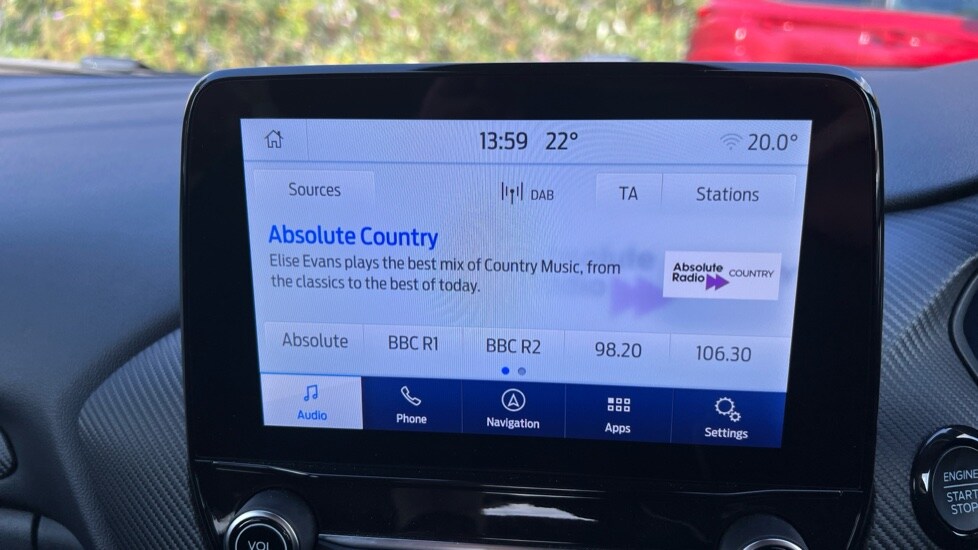 13:59 22° 20.0°
Sources DAB TA Stations
Absolute Country
Elise Evans plays the best mix of Country Music, from
the classics to the best of today.
Absolute
Radio COUNTRY
Absolute BBC R1 BBC R2 98.20 106.30
Audio Phone Navigation Apps Settings
VOL
ENGINE
START
STOP